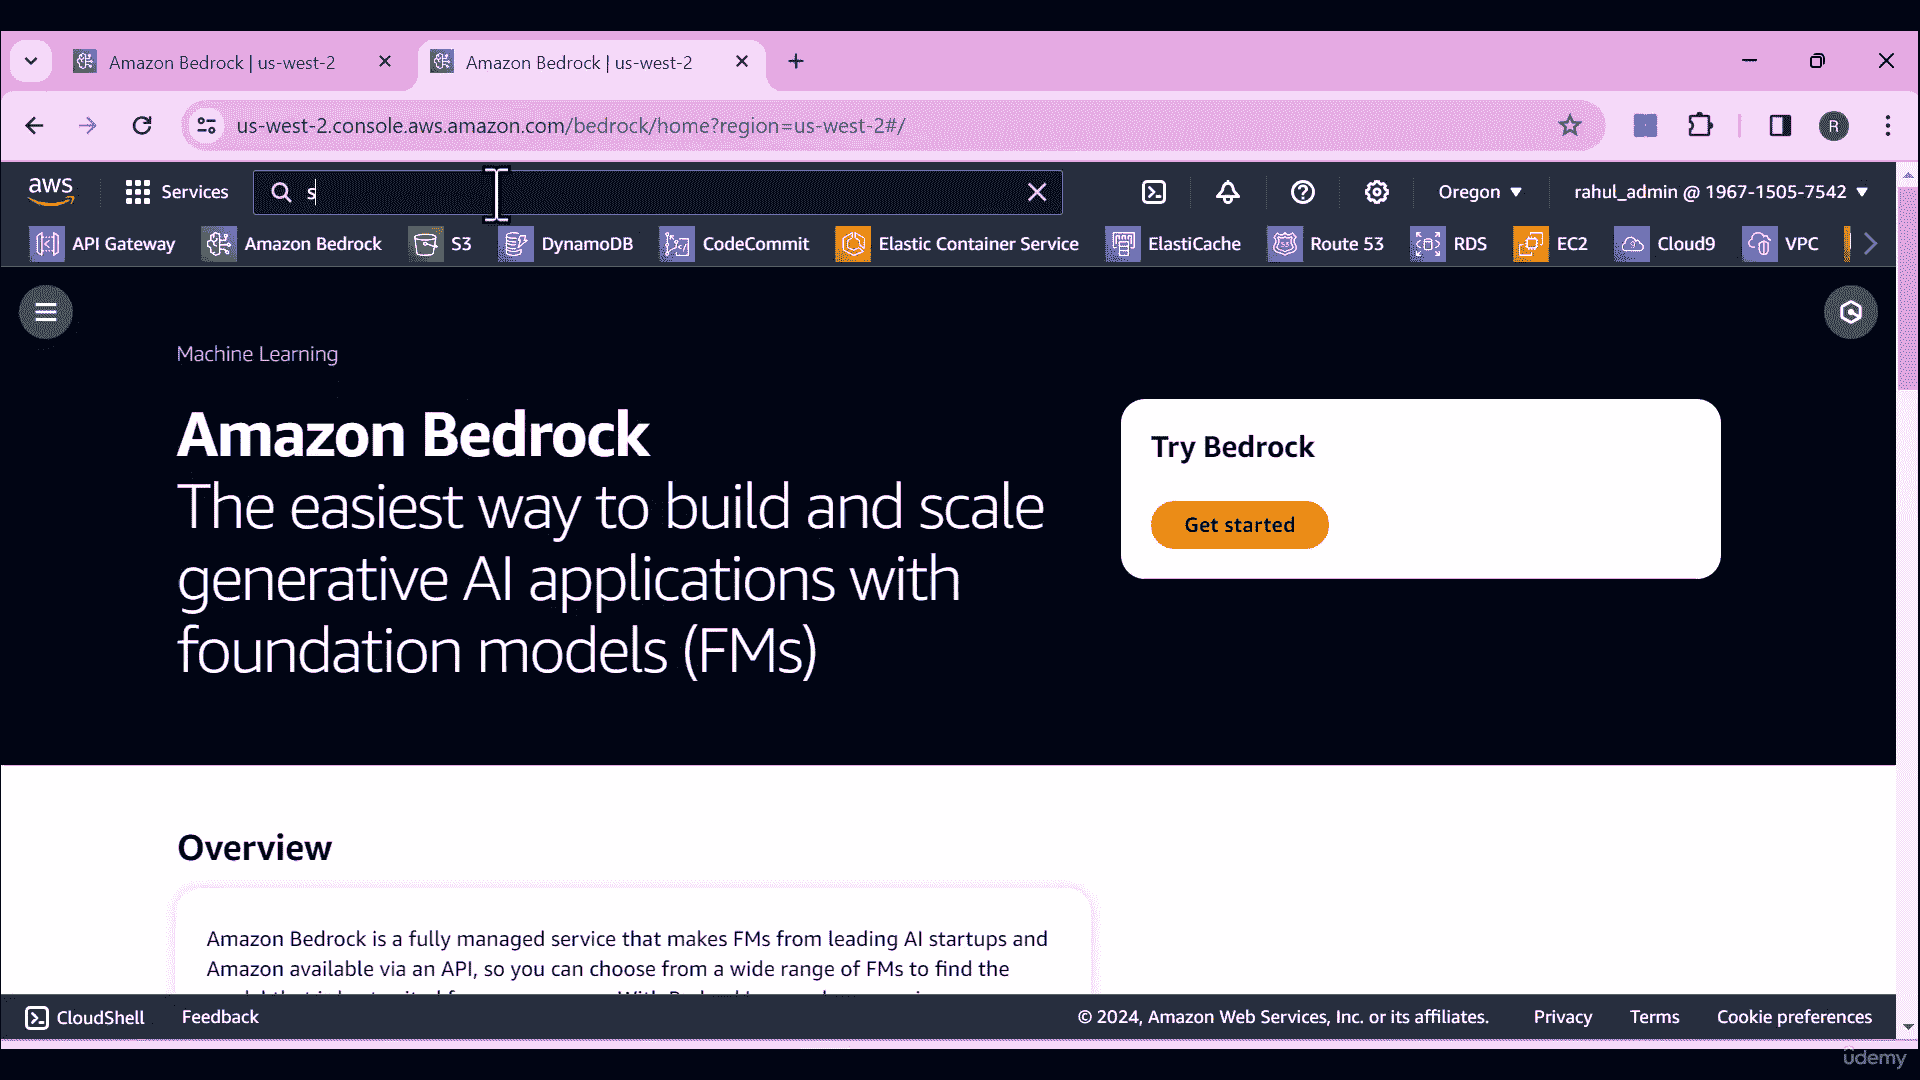 Amazon Bedrock | us-west-2
Amazon Bedrock | us-west-2
us-west-2.console.aws.amazon.com/bedrock/home?region=us-west-2#/
R
aws
Services
s
Oregon
rahul_admin @ 1967-1505-7542
API Gateway
Amazon Bedrock
S3
DynamoDB
CodeCommit
Elastic Container Service
ElastiCache
Route 53
RDS
EC2
Cloud9
VPC
Machine Learning
Amazon Bedrock
The easiest way to build and scale
generative AI applications with
foundation models (FMs)
Try Bedrock
Get started
Overview
Amazon Bedrock is a fully managed service that makes FMs from leading AI startups and
Amazon available via an API, so you can choose from a wide range of FMs to find the
CloudShell
Feedback
© 2024, Amazon Web Services, Inc. or its affiliates.
Privacy
Terms
Cookie preferences
ûdemy